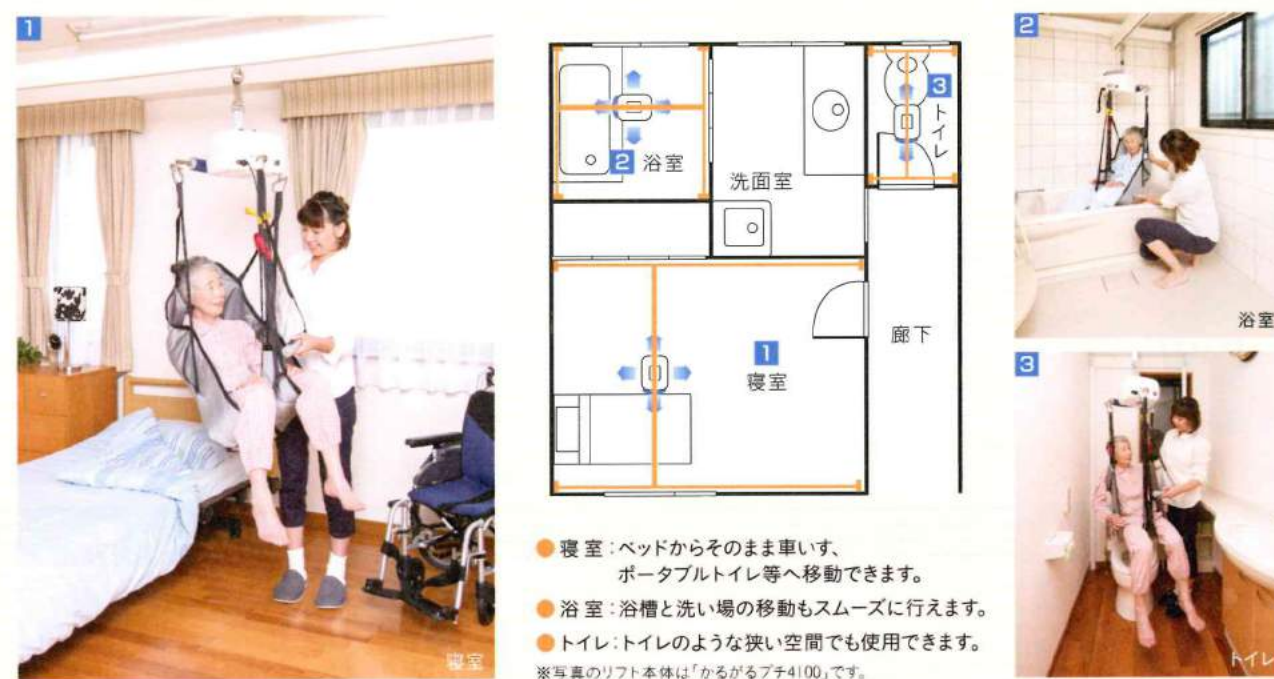 1
寝室
2
浴室
洗面室
3
トイレ
1
寝室
廊下
●寝室:ベッドからそのまま車いす、
ポータブルトイレ等へ移動できます。
●浴室:浴槽と洗い場の移動もスムーズに行えます。
●トイレ:トイレのような狭い空間でも使用できます。
※写真のリフト本体は「かるがるプチ4100」です。
2
浴室
3
トイレ